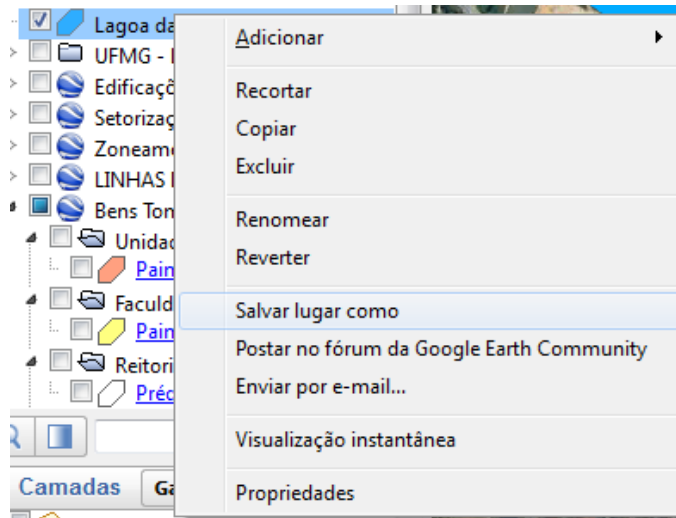 Lagoa da
UFMG -
Edificaçõ
Setorizaç
Zoneam
LINHAS
Bens Ton
Unidad
Pain
Faculd
Pain
Reitori
Préc
Camadas
Ga
Adicionar
Recortar
Copiar
Excluir
Renomear
Reverter
Salvar lugar como
Postar no fórum da Google Earth Community
Enviar por e-mail...
Visualização instantânea
Propriedades